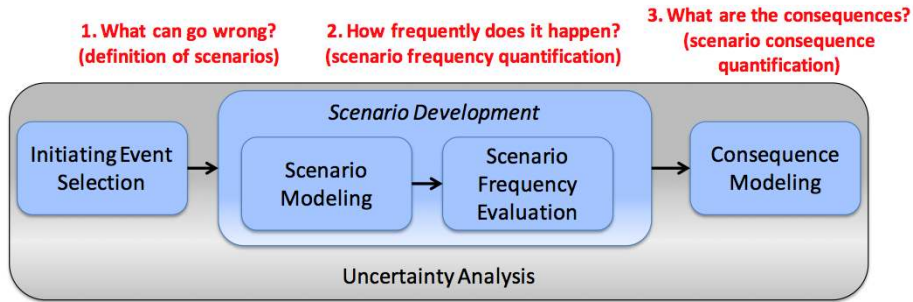 1. What can go wrong?
(definition of scenarios)
2. How frequently does it happen?
(scenario frequency quantification)
3. What are the consequences?
(scenario consequence
quantification)
Scenario Development
Initiating Event
Selection
Scenario
Modeling
Scenario
Frequency
Evaluation
Consequence
Modeling
Uncertainty Analysis